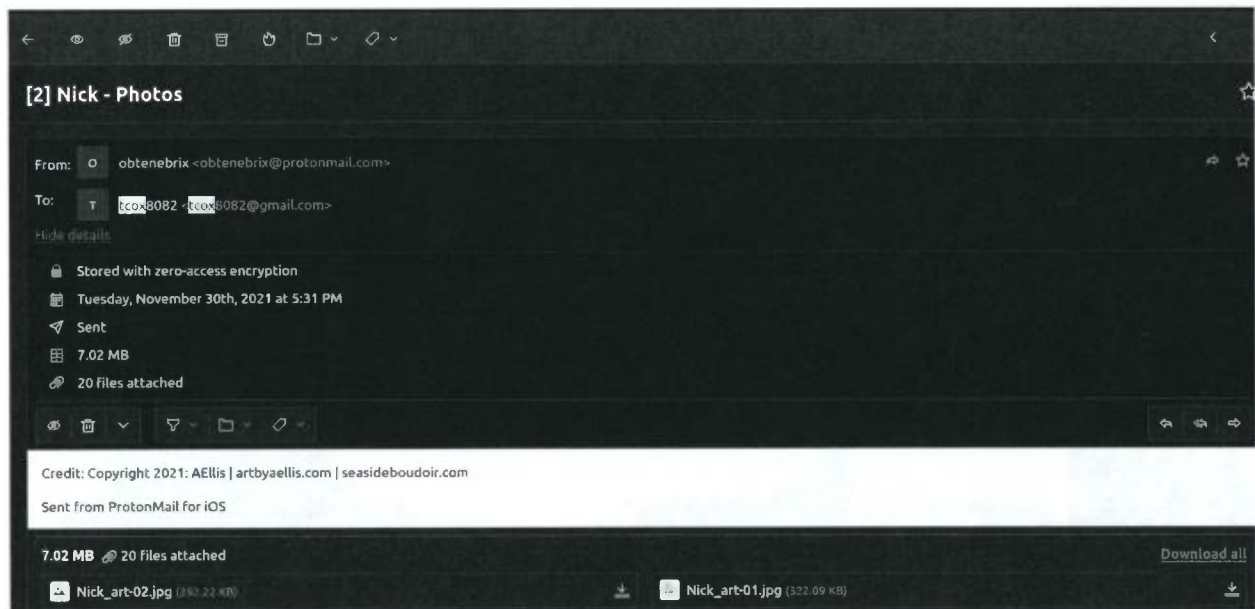 [2] Nick - Photos
From: O obtenebrix <obtenebrix@protonmail.com>
To: T tcox8082 <tcox8082@gmail.com>
Hide details
Stored with zero-access encryption
Tuesday, November 30th, 2021 at 5:31 PM
Sent
7.02 MB
20 files attached
Credit: Copyright 2021: AEllis | artbyaellis.com | seasideboudoir.com
Sent from ProtonMail for iOS
7.02 MB 20 files attached Download all
Nick_art-02.jpg Nick_art-01.jpg (322.09 KB)